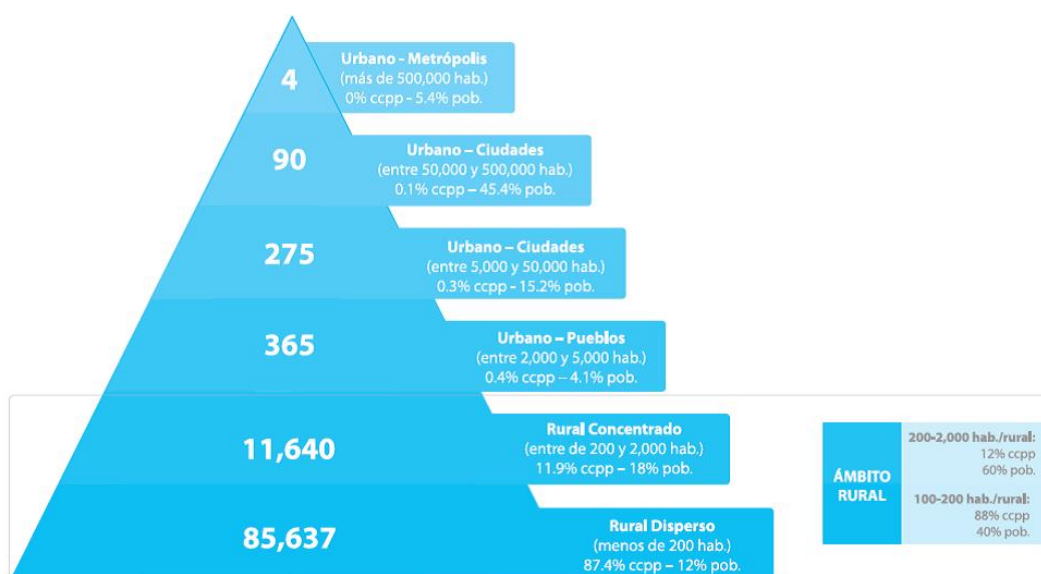 4
Urbano - Metrópolis
(más de 500,000 hab.)
0% ccpp - 5.4% pob.
90
Urbano – Ciudades
(entre 50,000 y 500,000 hab.)
0.1% ccpp – 45.4% pob.
275
Urbano – Ciudades
(entre 5,000 y 50,000 hab.)
0.3% ccpp - 15.2% pob.
365
Urbano – Pueblos
(entre 2,000 y 5,000 hab.)
0.4% ccpp – 4.1% pob.
11,640
Rural Concentrado
(entre de 200 y 2,000 hab.)
11.9% ccpp – 18% pob.
85,637
Rural Disperso
(menos de 200 hab.)
87.4% ccpp – 12% pob.
ÁMBITO
RURAL
200-2,000 hab./rural:
12% ccpp
60% pob.
100-200 hab./rural:
88% ccpp
40% pob.